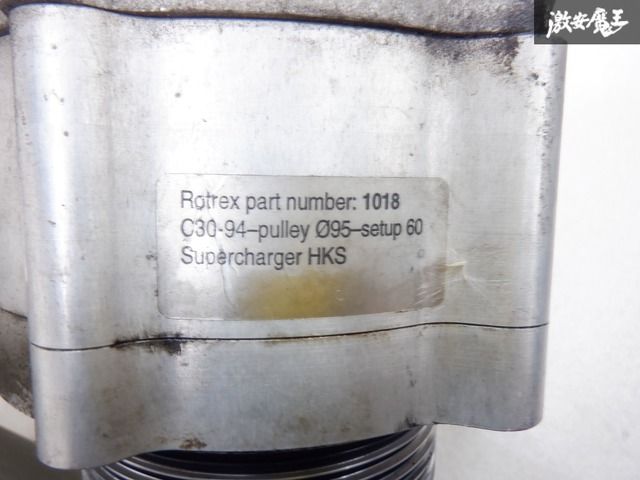 激安魔王
Rotrex part number: 1018
C30-94–pulley Ø95–setup 60
Supercharger HKS